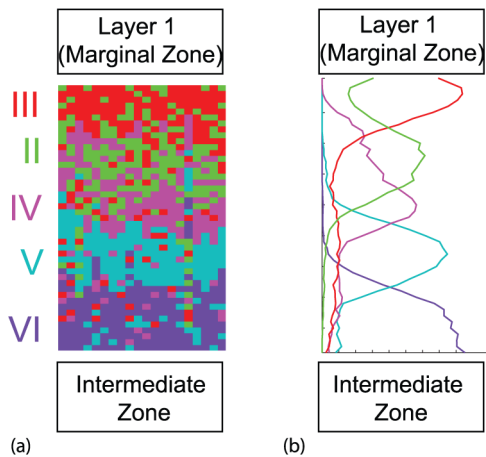 Layer 1
(Marginal Zone)
Layer 1
(Marginal Zone)
III
II
IV
V
VI
Intermediate
Zone
Intermediate
Zone
(a)
(b)